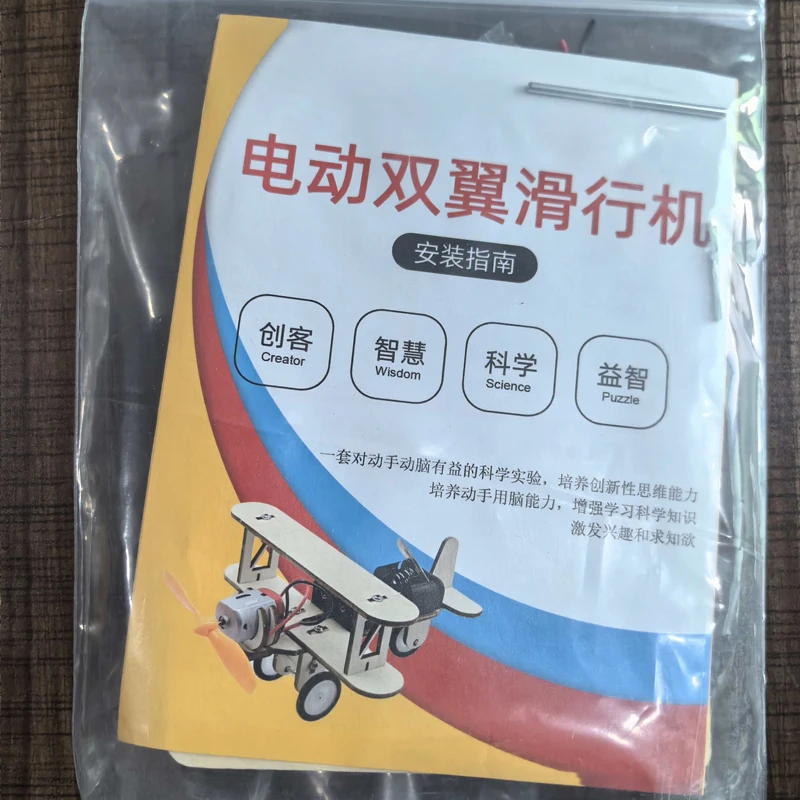 电动双翼滑行机
安装指南
创客
Creator
智慧
Wisdom
科学
Science
益智
Puzzle
一套对动手动脑有益的科学实验，培养创新性思维能力
培养动手用脑能力，增强学习科学知识
激发兴趣和求知欲